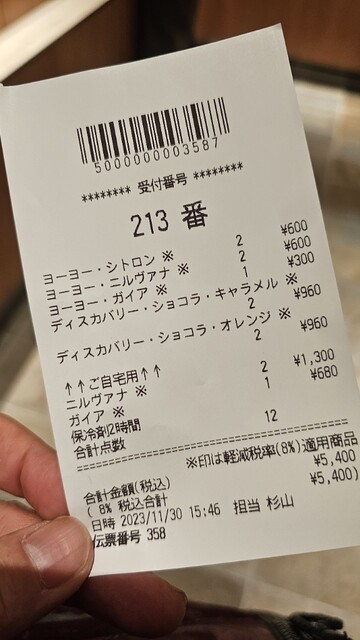 5000000003587
******** 受付番号 ********
213 番
ヨーヨー・シトロン ※ 2 ¥600
ヨーヨー・ニルヴァナ ※ 2 ¥600
ヨーヨー・ガイア ※ 1 ¥300
ディスカバリー・ショコラ・キャラメル ※
2 ¥960
ディスカバリー・ショコラ・オレンジ ※
2 ¥960
↑↑ご自宅用↑↑
ニルヴァナ ※ 2 ¥1,300
ガイア ※ 1 ¥680
保冷剤2時間
合計点数 12
※印は軽減税率(8%)適用商品
合計金額(税込) ¥5,400
( 8% 税込合計 ¥5,400)
日時 2023/11/30 15:46 担当 杉山
伝票番号 358